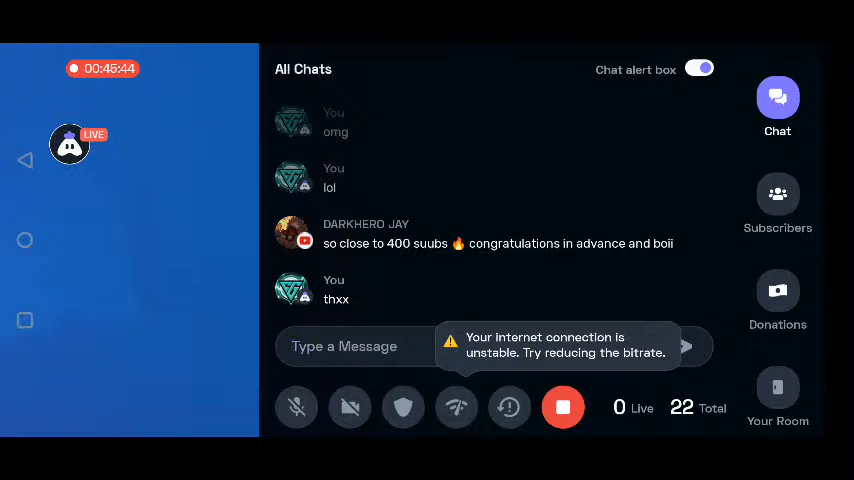 00:45:44
LIVE
All Chats
Chat alert box
You
omg
You
lol
DARKHERO JAY
so close to 400 suubs 🔥 congratulations in advance and boii
You
thxx
Type a Message
Your internet connection is
unstable. Try reducing the bitrate.
0 Live 22 Total
Chat
Subscribers
Donations
Your Room